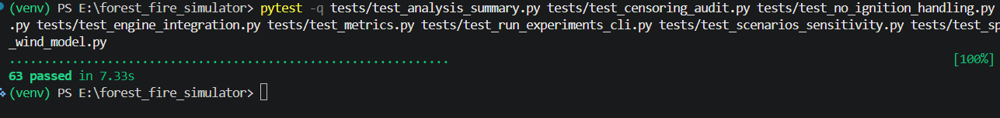 (venv) PS E:\forest_fire_simulator> pytest -q tests/test_analysis_summary.py tests/test_censoring_audit.py tests/test_no_ignition_handling.py
.py tests/test_engine_integration.py tests/test_metrics.py tests/test_run_experiments_cli.py tests/test_scenarios_sensitivity.py tests/test_sp
_wind_model.py
............................................................... [100%]
63 passed in 7.33s
(venv) PS E:\forest_fire_simulator>